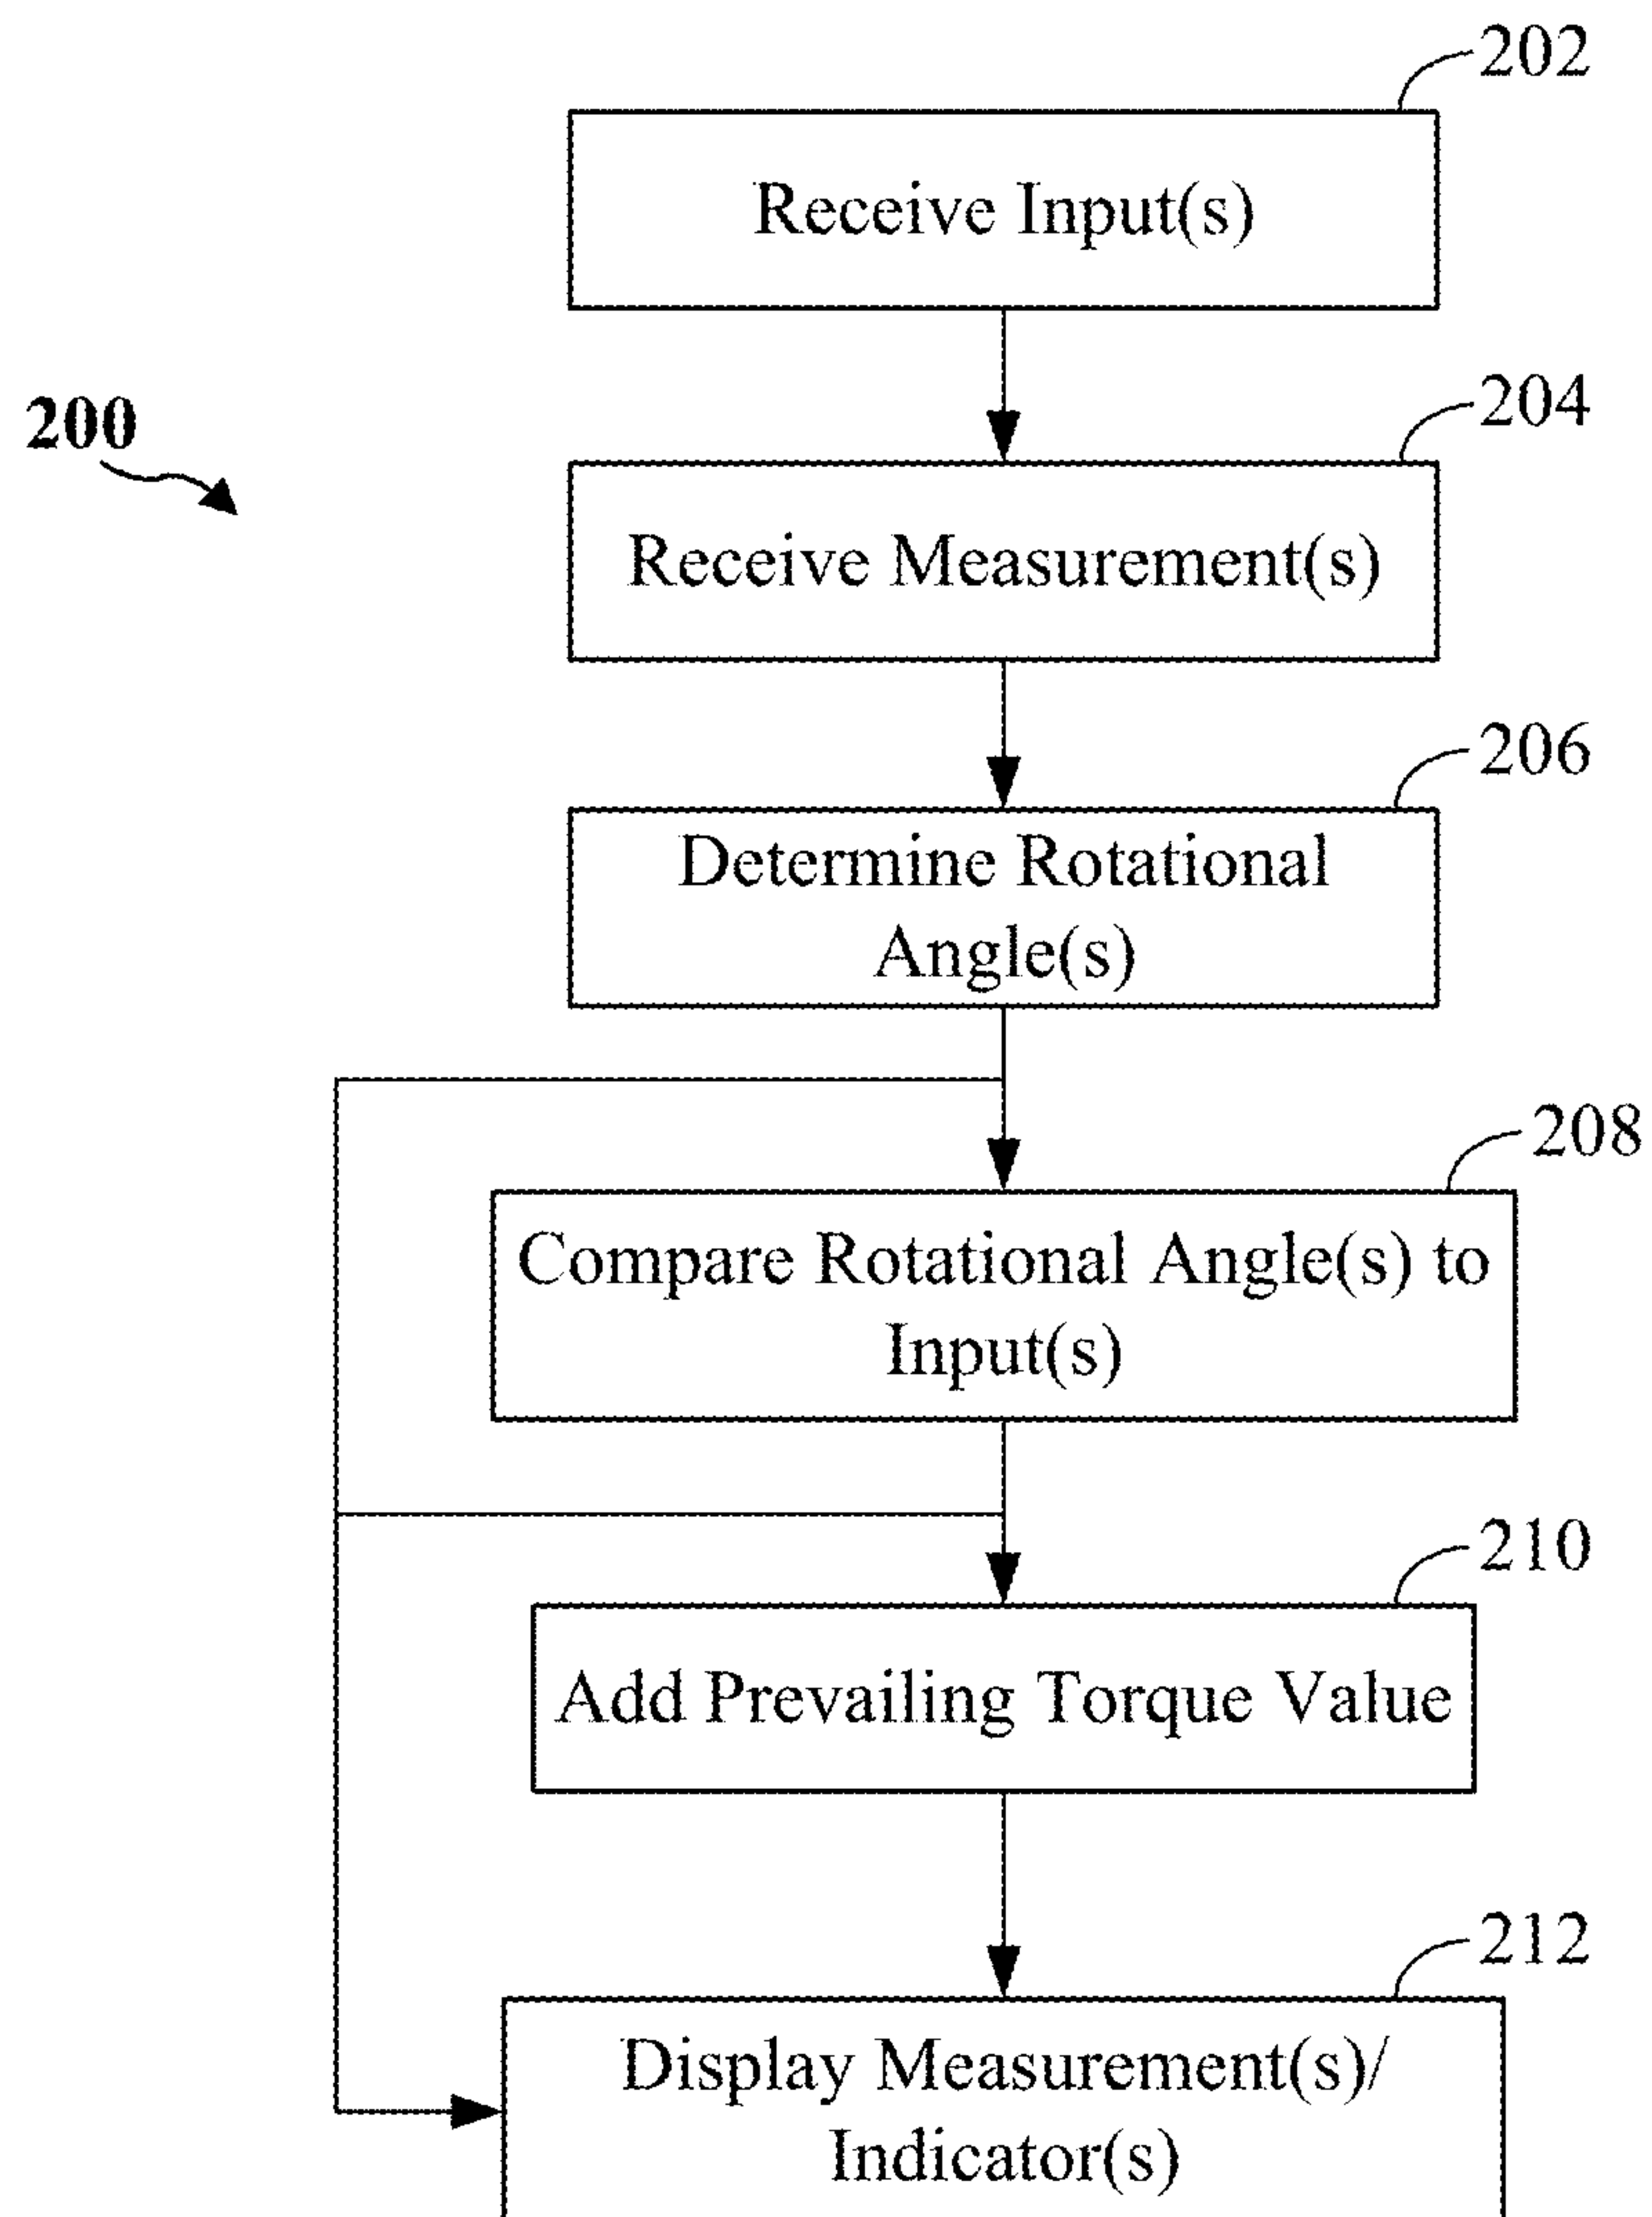 202
Receive Input(s)
200
204
Receive Measurement(s)
206
Determine Rotational
Angle(s)
208
Compare Rotational Angle(s) to
Input(s)
210
Add Prevailing Torque Value
212
Display Measurement(s)/
Indicator(s)